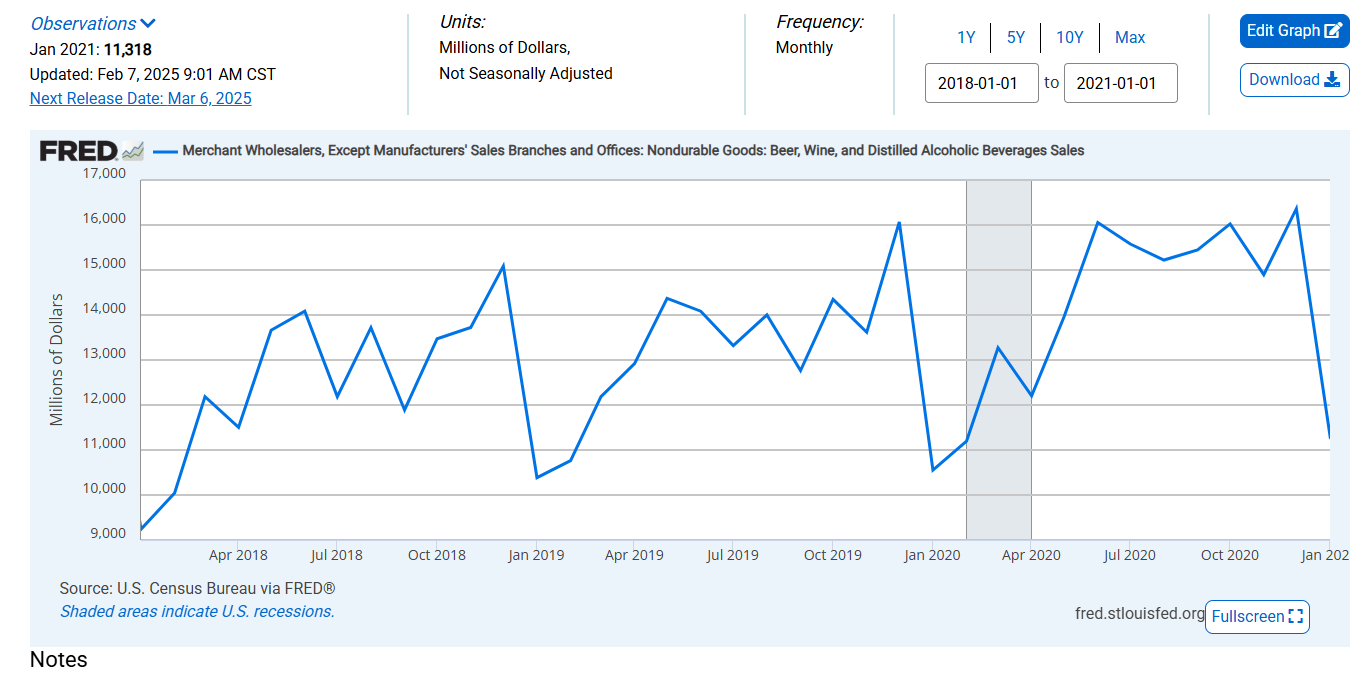 Observations
Jan 2021: 11,318
Updated: Feb 7, 2025 9:01 AM CST
Next Release Date: Mar 6, 2025
Units:
Millions of Dollars,
Not Seasonally Adjusted
Frequency:
Monthly
1Y
5Y
10Y
Max
2018-01-01 to 2021-01-01
Edit Graph
Download
FRED
Merchant Wholesalers, Except Manufacturers' Sales Branches and Offices: Nondurable Goods: Beer, Wine, and Distilled Alcoholic Beverages Sales
Millions of Dollars
17,000
16,000
15,000
14,000
13,000
12,000
11,000
10,000
9,000
Apr 2018
Jul 2018
Oct 2018
Jan 2019
Apr 2019
Jul 2019
Oct 2019
Jan 2020
Apr 2020
Jul 2020
Oct 2020
Jan 202
Source: U.S. Census Bureau via FRED®
Shaded areas indicate U.S. recessions.
fred.stlouisfed.org
Fullscreen
Notes